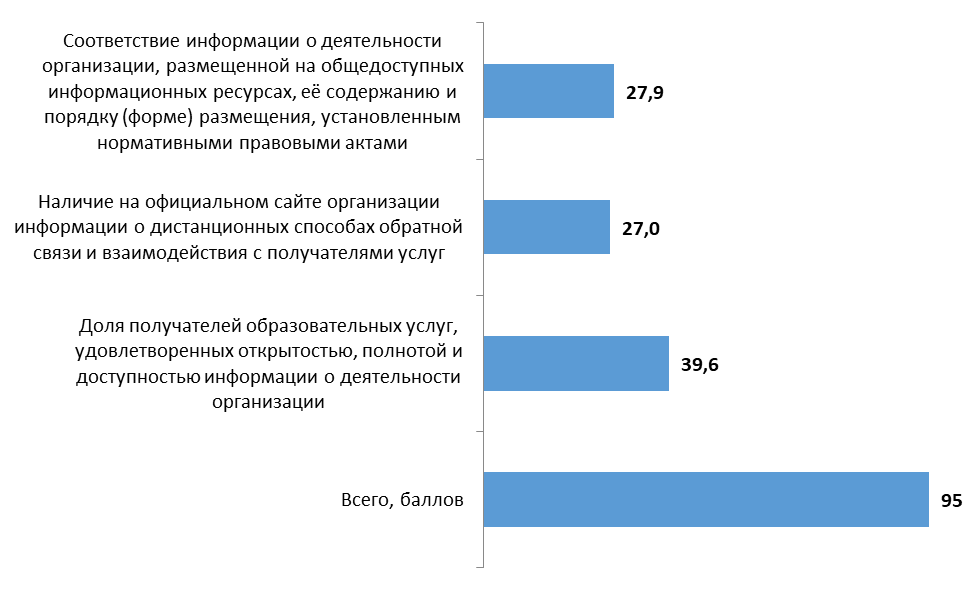 Соответствие информации о деятельности
организации, размещенной на общедоступных
информационных ресурсах, её содержанию и
порядку (форме) размещения, установленным
нормативными правовыми актами
27,9
Наличие на официальном сайте организации
информации о дистанционных способах обратной
связи и взаимодействия с получателями услуг
27,0
Доля получателей образовательных услуг,
удовлетворенных открытостью, полнотой и
доступностью информации о деятельности
организации
39,6
Всего, баллов
95